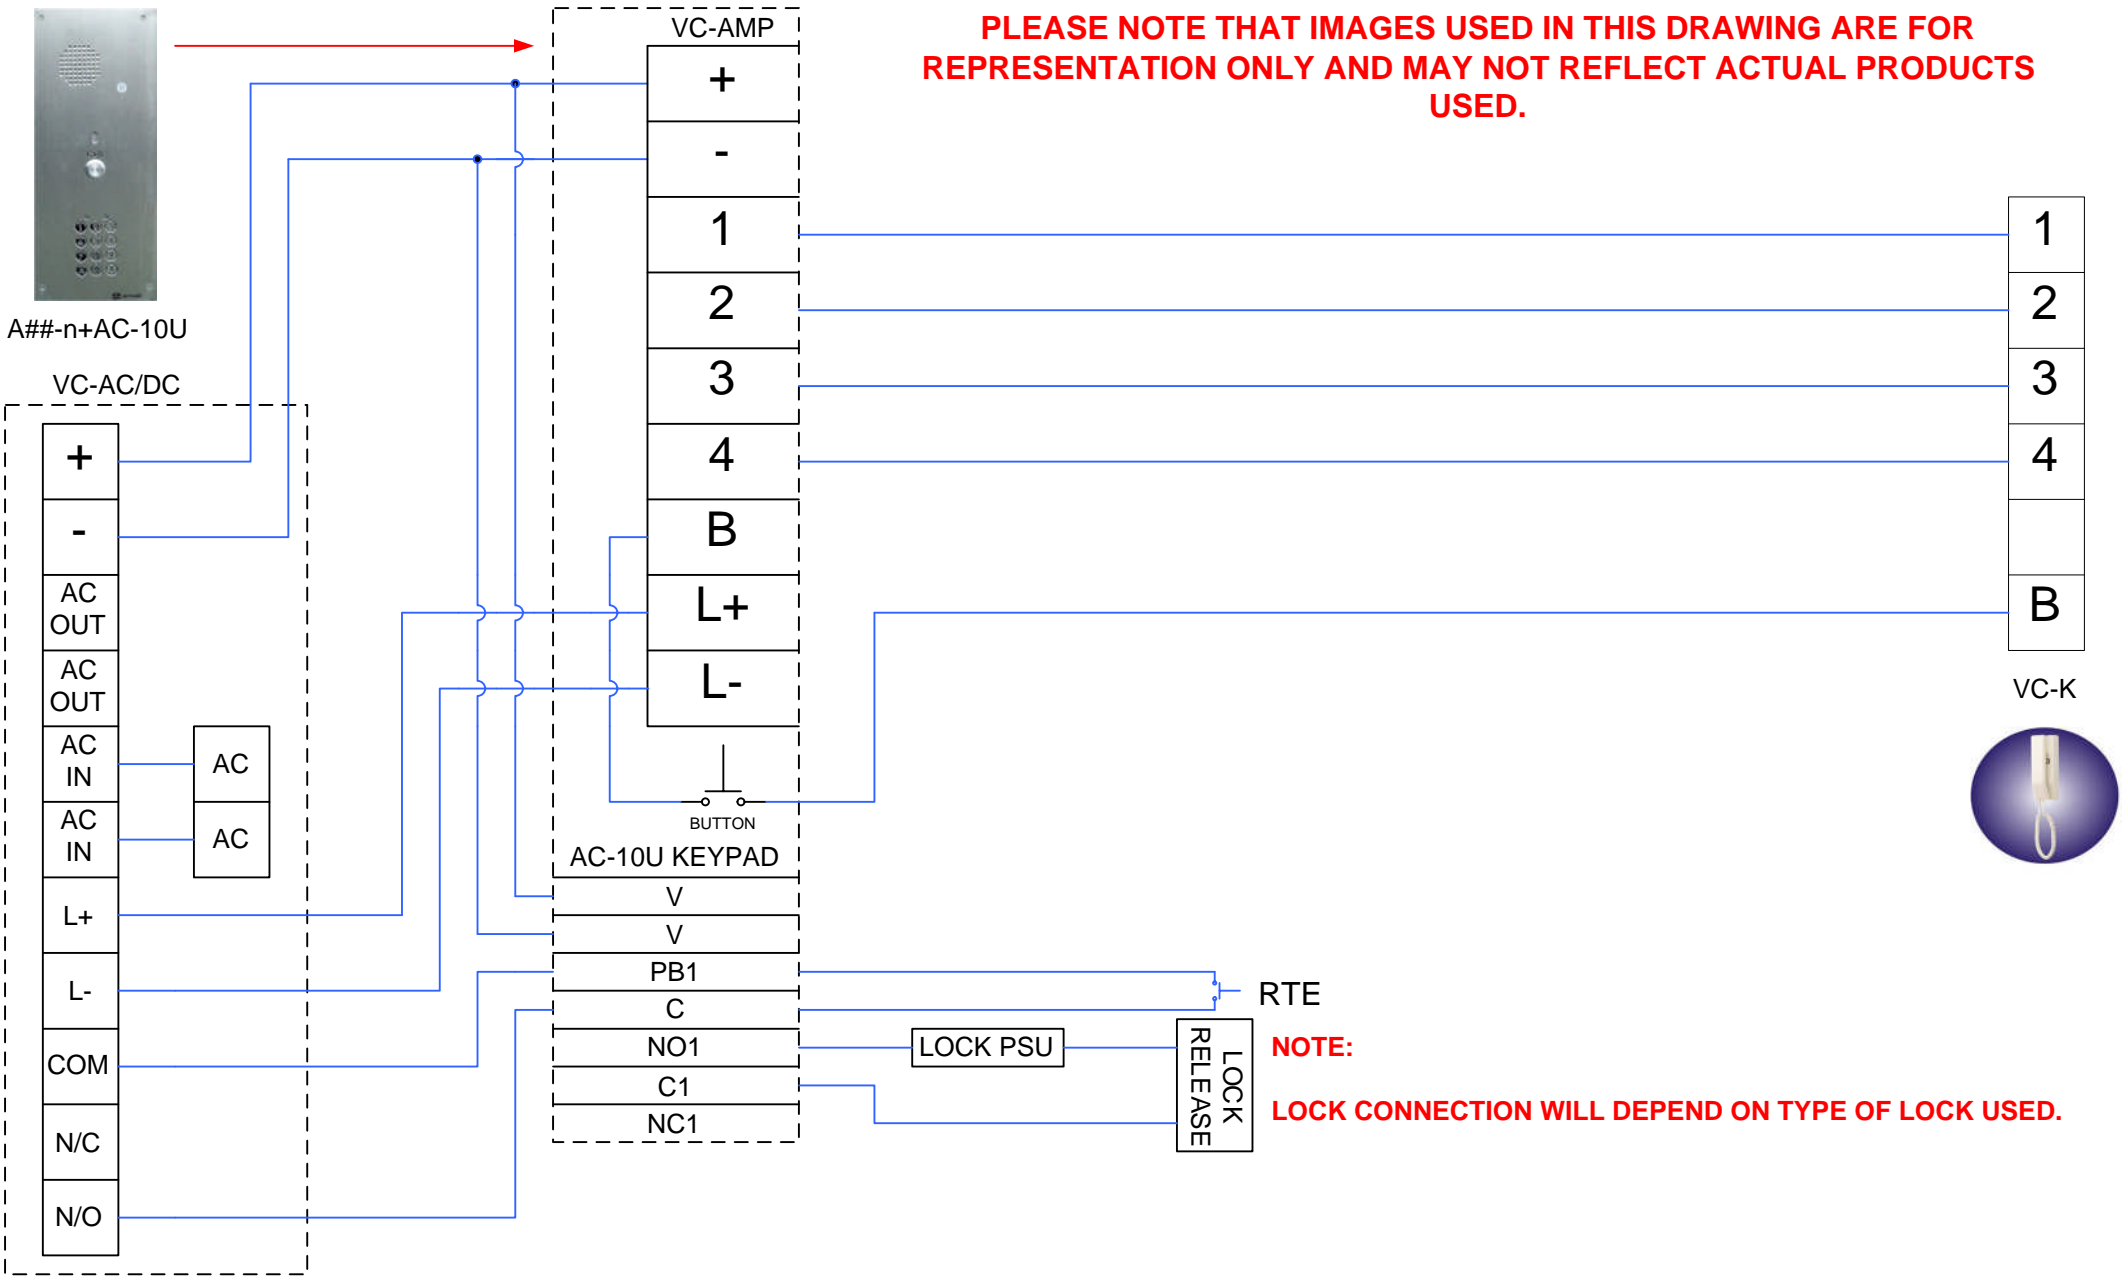 PLEASE NOTE THAT IMAGES USED IN THIS DRAWING ARE FOR
REPRESENTATION ONLY AND MAY NOT REFLECT ACTUAL PRODUCTS
USED.
A##-n+AC-10U
VC-AC/DC
+
-
AC
OUT
AC
OUT
AC
IN
AC
IN
L+
L-
COM
N/C
N/O
AC
AC
VC-AMP
+
-
1
2
3
4
B
L+
L-
BUTTON
AC-10U KEYPAD
V
V
PB1
C
NO1
C1
NC1
LOCK PSU
LOCK
RELEASE
RTE
NOTE:
LOCK CONNECTION WILL DEPEND ON TYPE OF LOCK USED.
1
2
3
4
B
VC-K